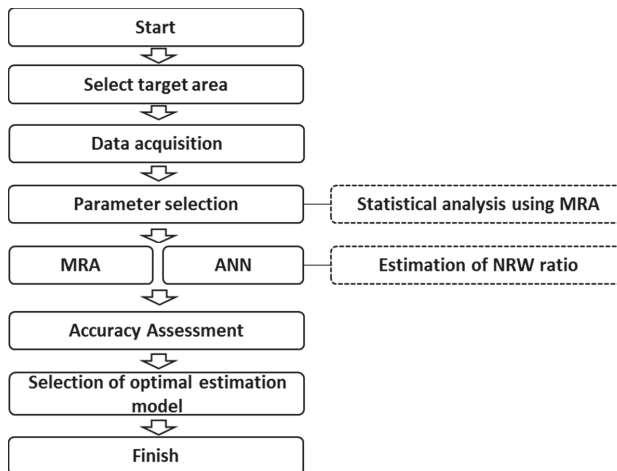 Start
Select target area
Data acquisition
Parameter selection
Statistical analysis using MRA
MRA
ANN
Estimation of NRW ratio
Accuracy Assessment
Selection of optimal estimation
model
Finish